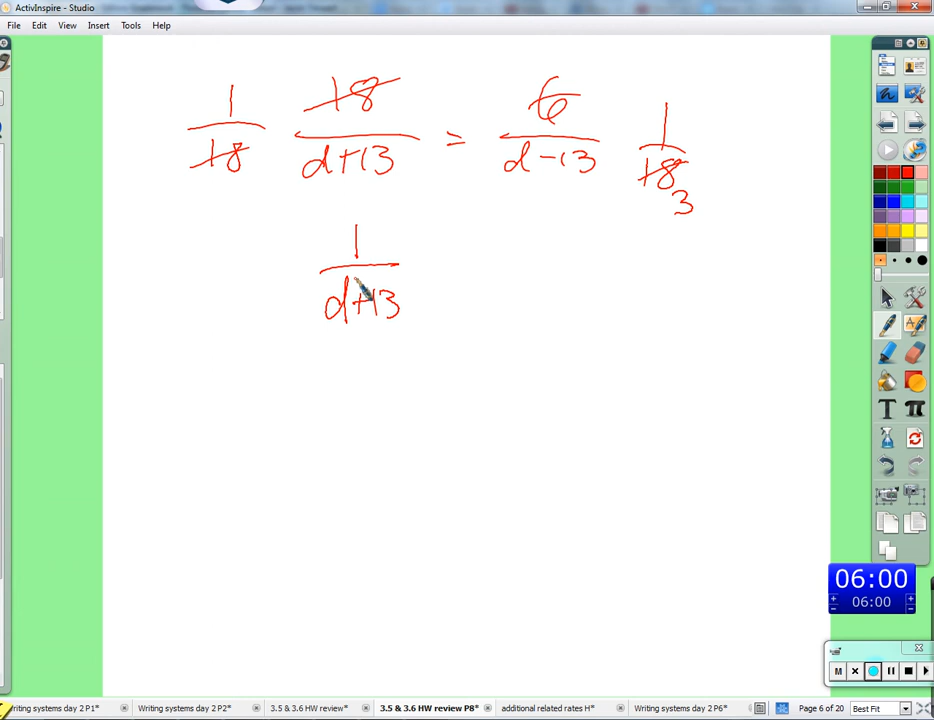 ActivInspire - Studio
File Edit View Insert Tools Help
1/18 18/d+13 = 6/d-13 1/18
3
1/d+13
06:00
06:00
M
Writing systems day 2 P1*
Writing systems day 2 P2*
3.5 & 3.6 HW review*
3.5 & 3.6 HW review P8*
additional related rates H*
Writing systems day 2 P6*
Page 6 of 20
Best Fit